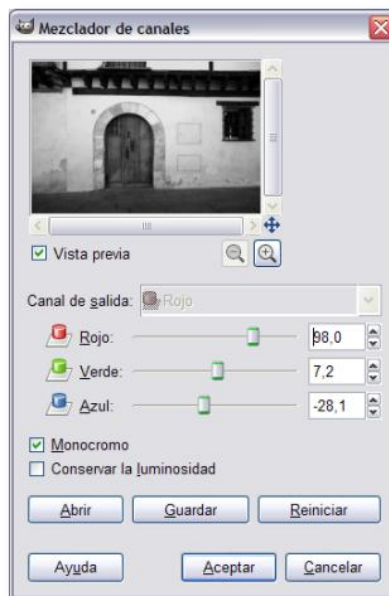 Mezclador de canales
Vista previa
Canal de salida: Rojo
Rojo: 98,0
Verde: 7,2
Azul: -28,1
Monocromo
Conservar la luminosidad
Abrir Guardar Reiniciar
Ayuda Aceptar Cancelar